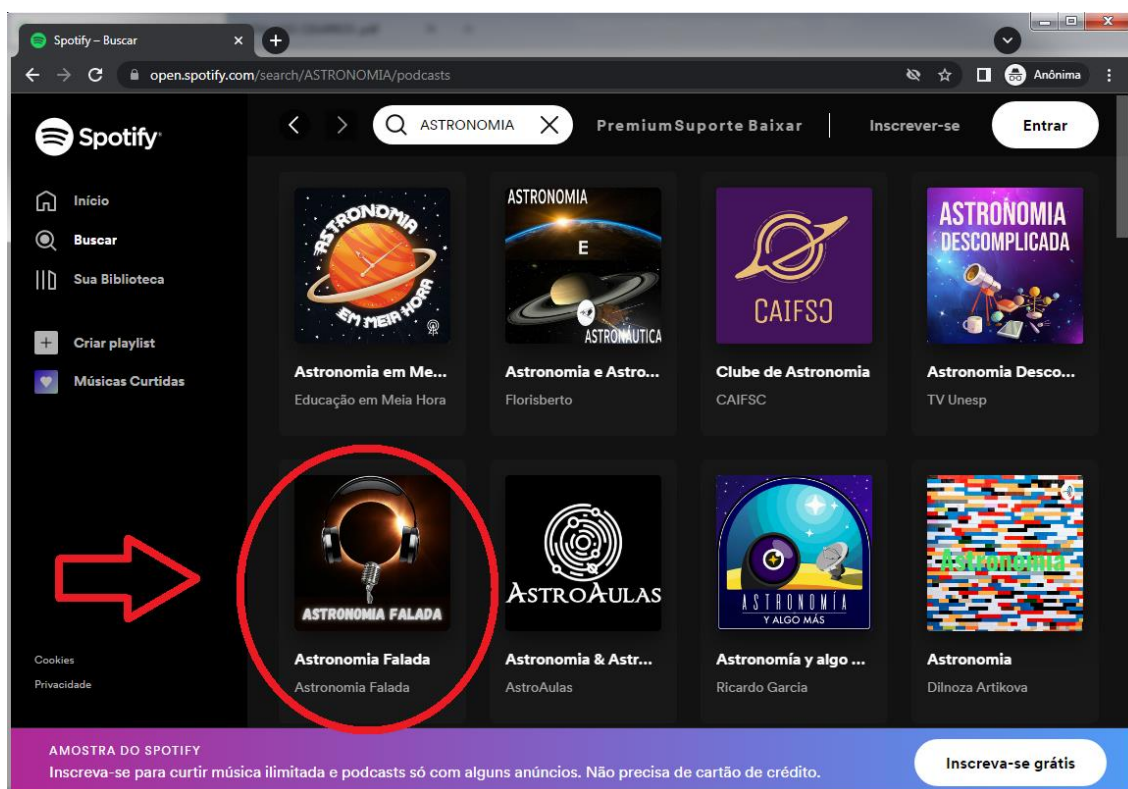 Spotify – Buscar
open.spotify.com/search/ASTRONOMIA/podcasts
Anônima
Spotify
ASTRONOMIA
Premium Suporte Baixar
Inscrever-se
Entrar
Início
Buscar
Sua Biblioteca
Criar playlist
Músicas Curtidas
ASTRONOMIA
EM MEIA HORA
Astronomia em Me...
Educação em Meia Hora
ASTRONOMIA
E
ASTRONÁUTICA
Astronomia e Astro...
Florisberto
CAIFSC
Clube de Astronomia
CAIFSC
ASTRONOMIA
DESCOMPLICADA
Astronomia Desco...
TV Unesp
ASTRONOMIA FALADA
Astronomia Falada
Astronomia Falada
ASTROAULAS
Astronomia & Astr...
AstroAulas
ASTRONOMÍA
Y ALGO MÁS
Astronomía y algo ...
Ricardo Garcia
Astronomia
Astronomia
Dilnoza Artikova
Cookies
Privacidade
AMOSTRA DO SPOTIFY
Inscreva-se para curtir música ilimitada e podcasts só com alguns anúncios. Não precisa de cartão de crédito.
Inscreva-se grátis